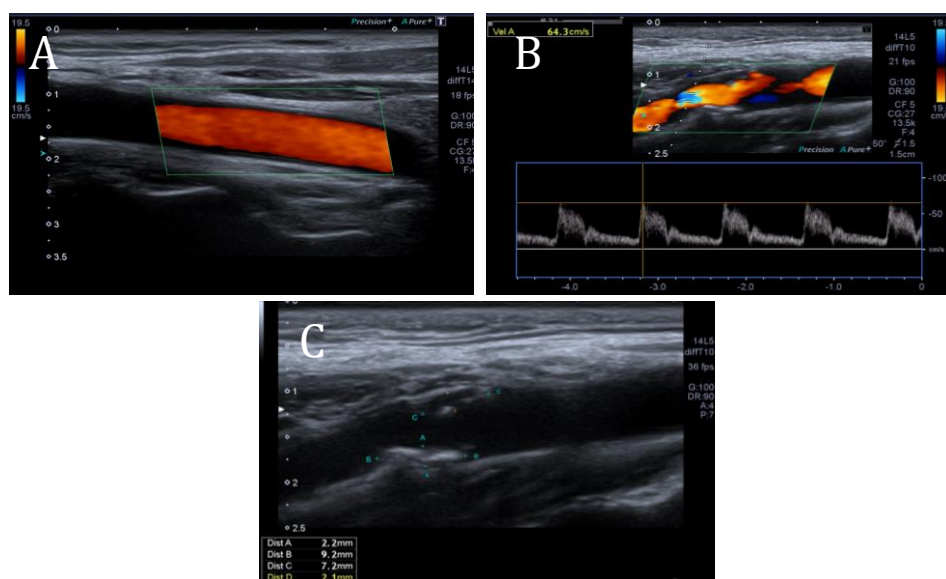 19.5
19.5
cm/s
A
Precision+ A Pure+ T
0
1
2
3
3.5
14L5
diffT14
18 fps
G:100
DR:90
CF 5
CG:27
13.5k
F:4
Vel A 64.3cm/s
B
0
1
2
2.5
14L5
diffT10
21 fps
G:100
DR:90
CF 5
CG:27
13.5k
F:4
19.5
Precision A Pure+
50° 1.5
1.5cm
-100
-50
cm/s
-4.0 -3.0 -2.0 -1.0 0
C
1
2
2.5
C
C
A
B
B
A
14L5
diffT10
36 fps
G:100
DR:90
A:4
P:7
Dist A 2.2mm
Dist B 9.2mm
Dist C 7.2mm
Dist D 2.1mm